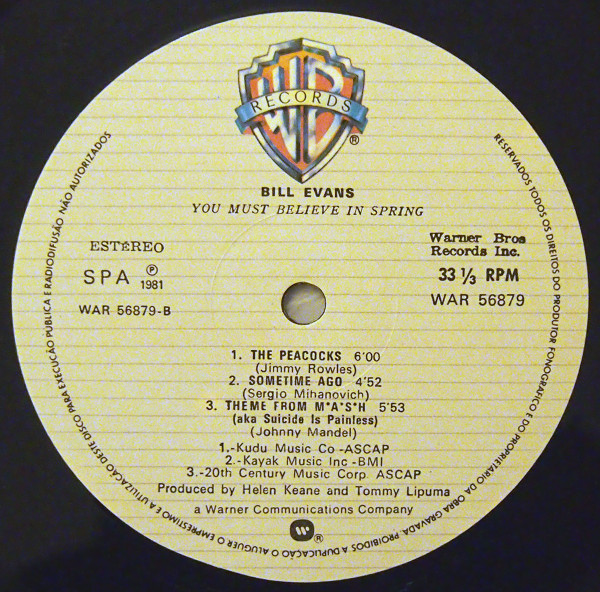 WB
RECORDS
®
BILL EVANS
YOU MUST BELIEVE IN SPRING
ESTÉREO
SPA ℗ 1981
WAR 56879-B
Warner Bros
Records Inc.
33 1/3 RPM
WAR 56879
1. THE PEACOCKS 6'00
(Jimmy Rowles)
2. SOMETIME AGO 4'52
(Sergio Mihanovich)
3. THEME FROM M*A*S*H 5'53
(aka Suicide Is Painless)
(Johnny Mandel)
1.-Kudu Music Co-ASCAP
2.-Kayak Music Inc-BMI
3.-20th Century Music Corp. ASCAP
Produced by Helen Keane and Tommy Lipuma
a Warner Communications Company
W ®
RESERVADOS TODOS OS DIREITOS DO PRODUTOR FONOGRAFICO E DO PROPRIETARIO DA OBRA GRAVADA. PROIBIDOS A DUPLICAÇÃO O ALUGUER O EMPRESTIMO E A UTILIZAÇÃO DESTE DISCO PARA EXECUÇÃO PUBLICA E RADIODIFUSÃO NÃO AUTORIZADOS